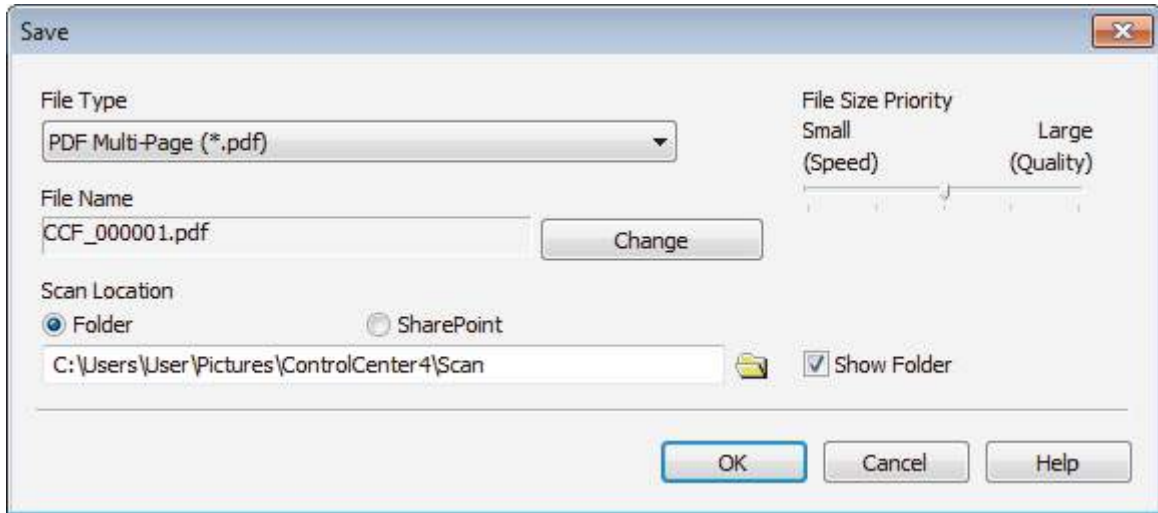 Save
File Type
PDF Multi-Page (*.pdf)
File Size Priority
Small Large
(Speed) (Quality)
File Name
CCF_000001.pdf
Change
Scan Location
Folder SharePoint
C:\Users\User\Pictures\ControlCenter4\Scan
Show Folder
OK Cancel Help